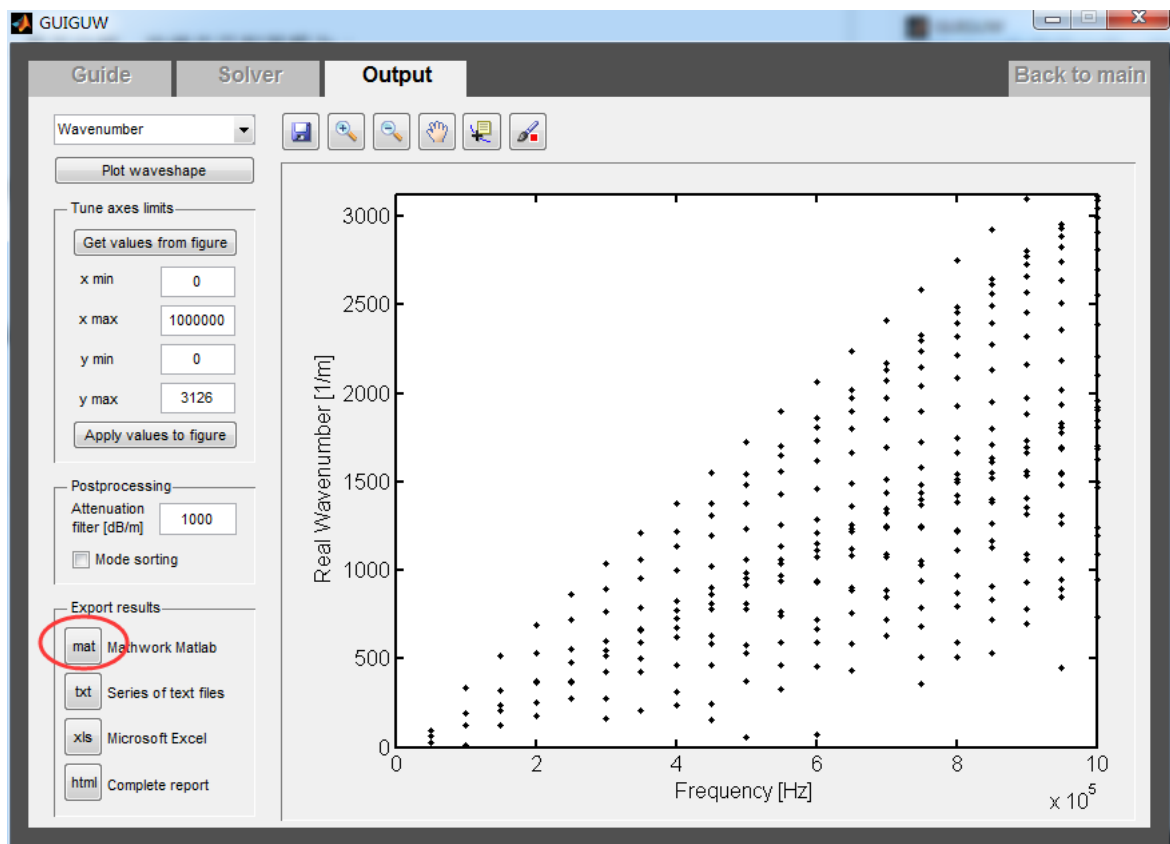 GUIGUW
Guide
Solver
Output
Back to main
Wavenumber
Plot waveshape
Tune axes limits
Get values from figure
x min
0
x max
1000000
y min
0
y max
3126
Apply values to figure
Postprocessing
Attenuation
filter [dB/m]
1000
Mode sorting
Export results
mat
Mathwork Matlab
txt
Series of text files
xls
Microsoft Excel
html
Complete report
3000
2500
2000
1500
1000
500
0
Real Wavenumber [1/m]
0
2
4
6
8
10
Frequency [Hz]
x 10^5